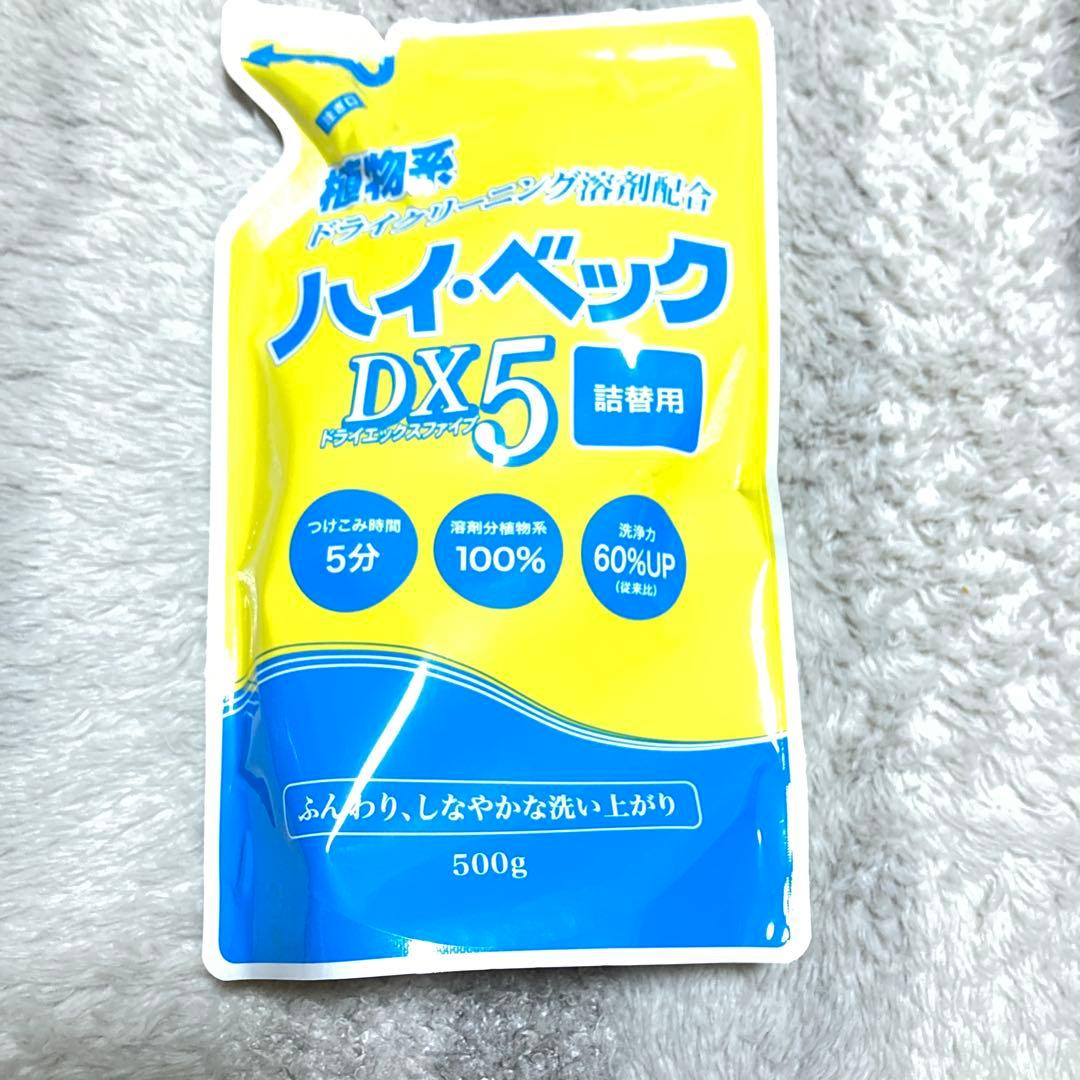 注ぎ口
植物系
ドライクリーニング溶剤配合
ハイ・ベック
DX5
ドライエックスファイブ
詰替用
つけこみ時間
5分
溶剤分植物系
100%
洗浄力
60%UP
(従来比)
ふんわり、しなやかな洗い上がり
500g